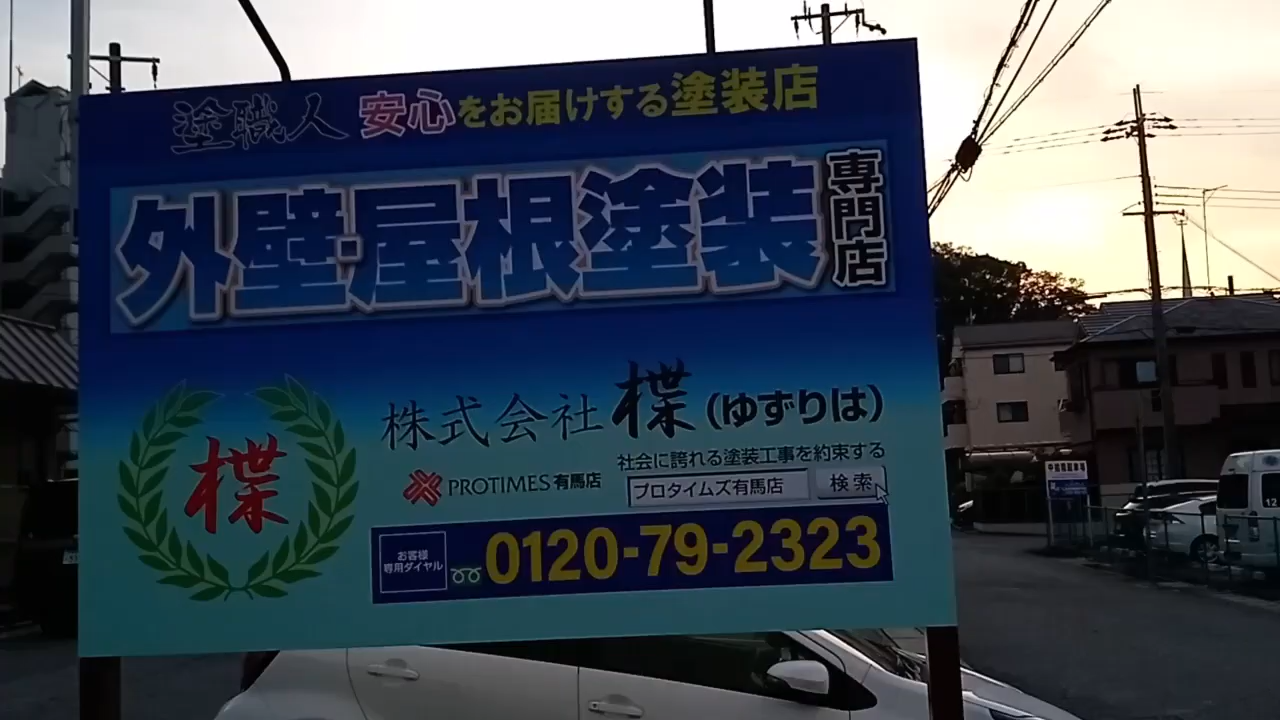 塗職人 安心をお届けする塗装店
外壁・屋根塗装専門店
楪
株式会社 楪(ゆずりは)
PROTIMES 有馬店
社会に誇れる塗装工事を約束する
プロタイムズ有馬店 検索
お客様
専用ダイヤル
0120-79-2323
12